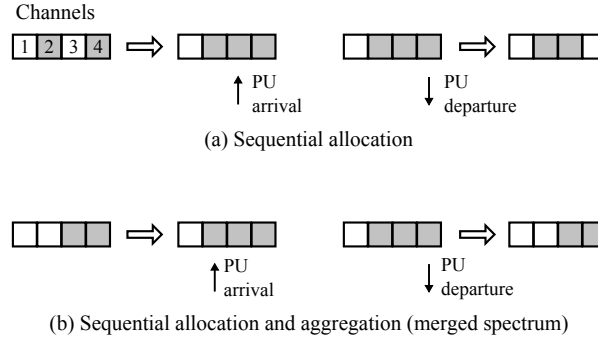 Channels
1 2 3 4
PU
arrival
PU
departure
(a) Sequential allocation
PU
arrival
PU
departure
(b) Sequential allocation and aggregation (merged spectrum)